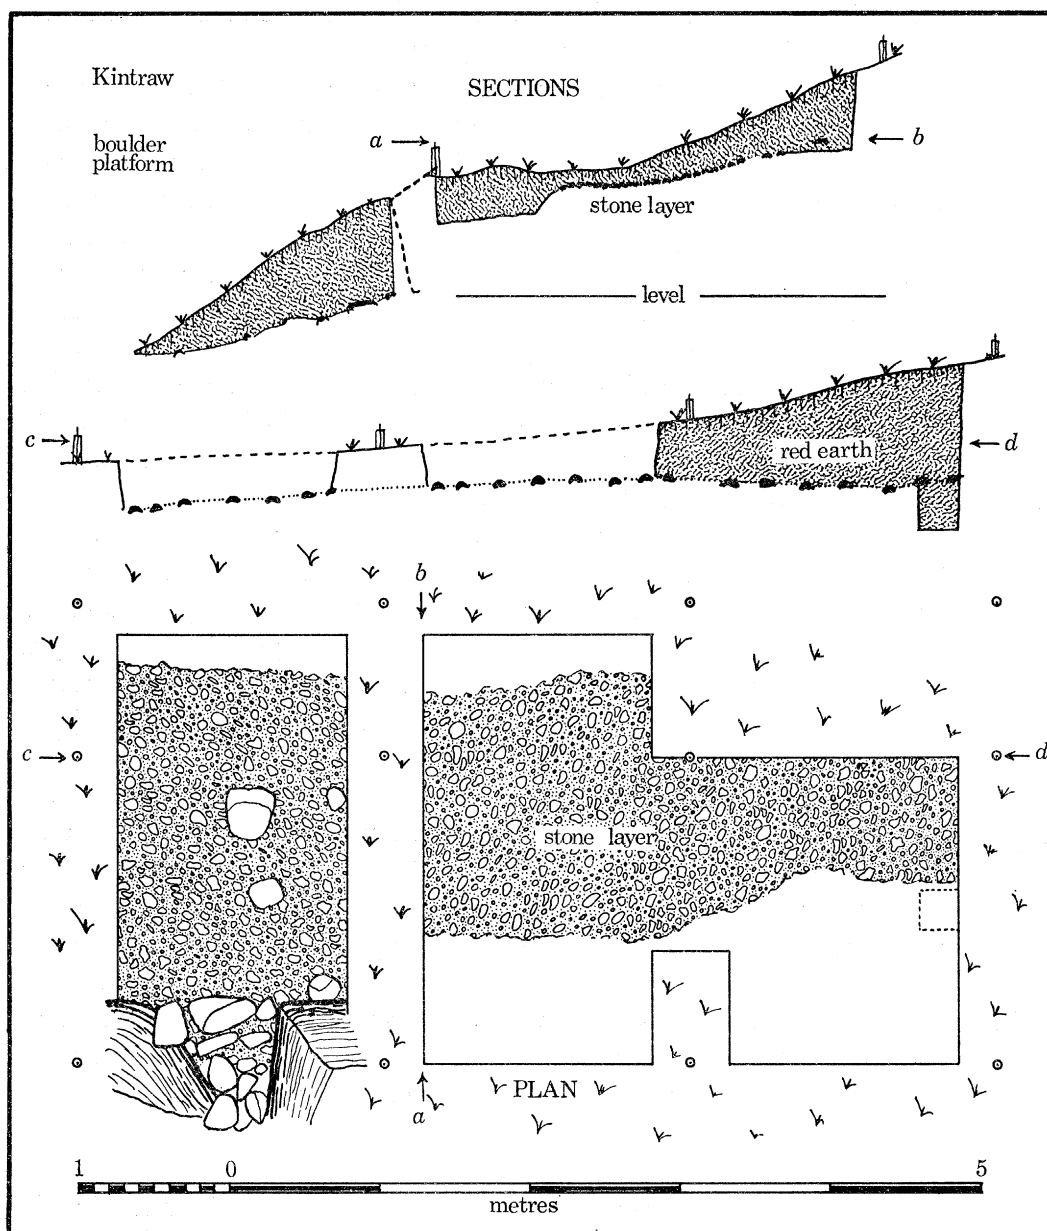 Kintraw
SECTIONS
boulder
platform
a
b
stone layer
level
c
red earth
d
b
c
d
stone layer
PLAN
a
1 0 5
metres